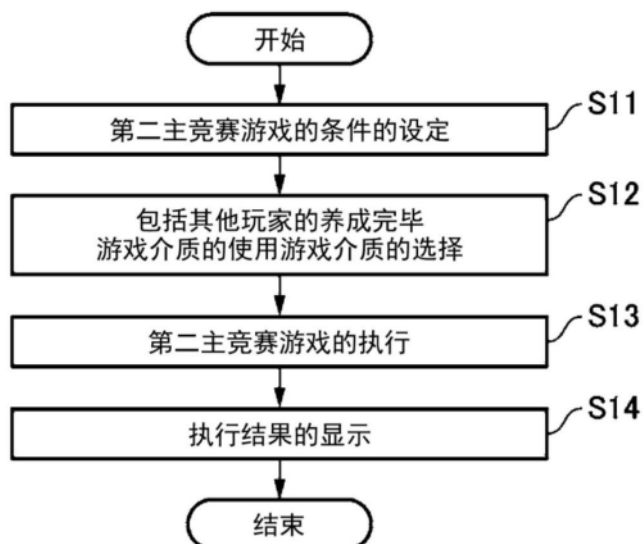 开始
第二主竞赛游戏的条件的设定
S11
包括其他玩家的养成完毕
游戏介质的使用游戏介质的选择
S12
第二主竞赛游戏的执行
S13
执行结果的显示
S14
结束